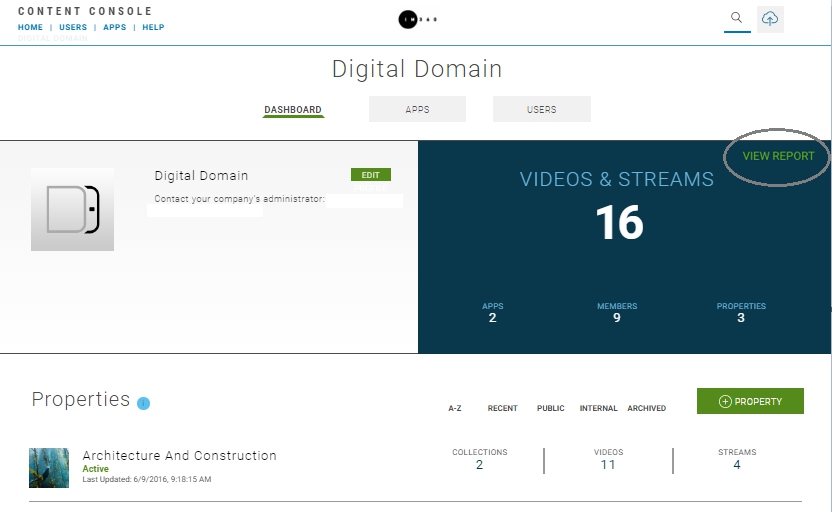 CONTENT CONSOLE
HOME | USERS | APPS | HELP
DIGITAL DOMAIN
Digital Domain
DASHBOARD APPS USERS
VIEW REPORT
Digital Domain
EDIT
Contact your company's administrator:
VIDEOS & STREAMS
16
APPS MEMBERS PROPERTIES
2 9 3
Properties i
A-Z RECENT PUBLIC INTERNAL ARCHIVED
PROPERTY
Architecture And Construction
Active
Last Updated: 6/9/2016, 9:18:15 AM
COLLECTIONS VIDEOS STREAMS
2 11 4